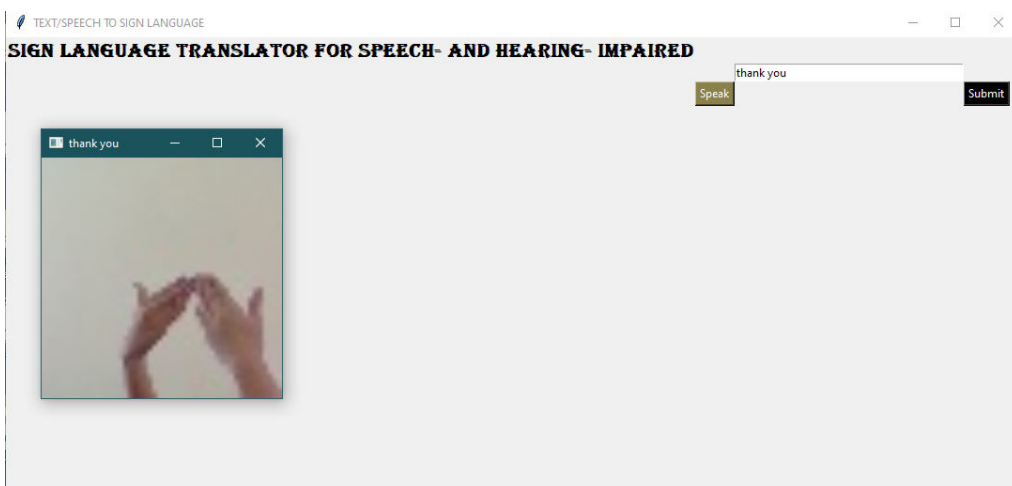 TEXT/SPEECH TO SIGN LANGUAGE
SIGN LANGUAGE TRANSLATOR FOR SPEECH- AND HEARING- IMPAIRED
thank you
Speak
Submit
thank you